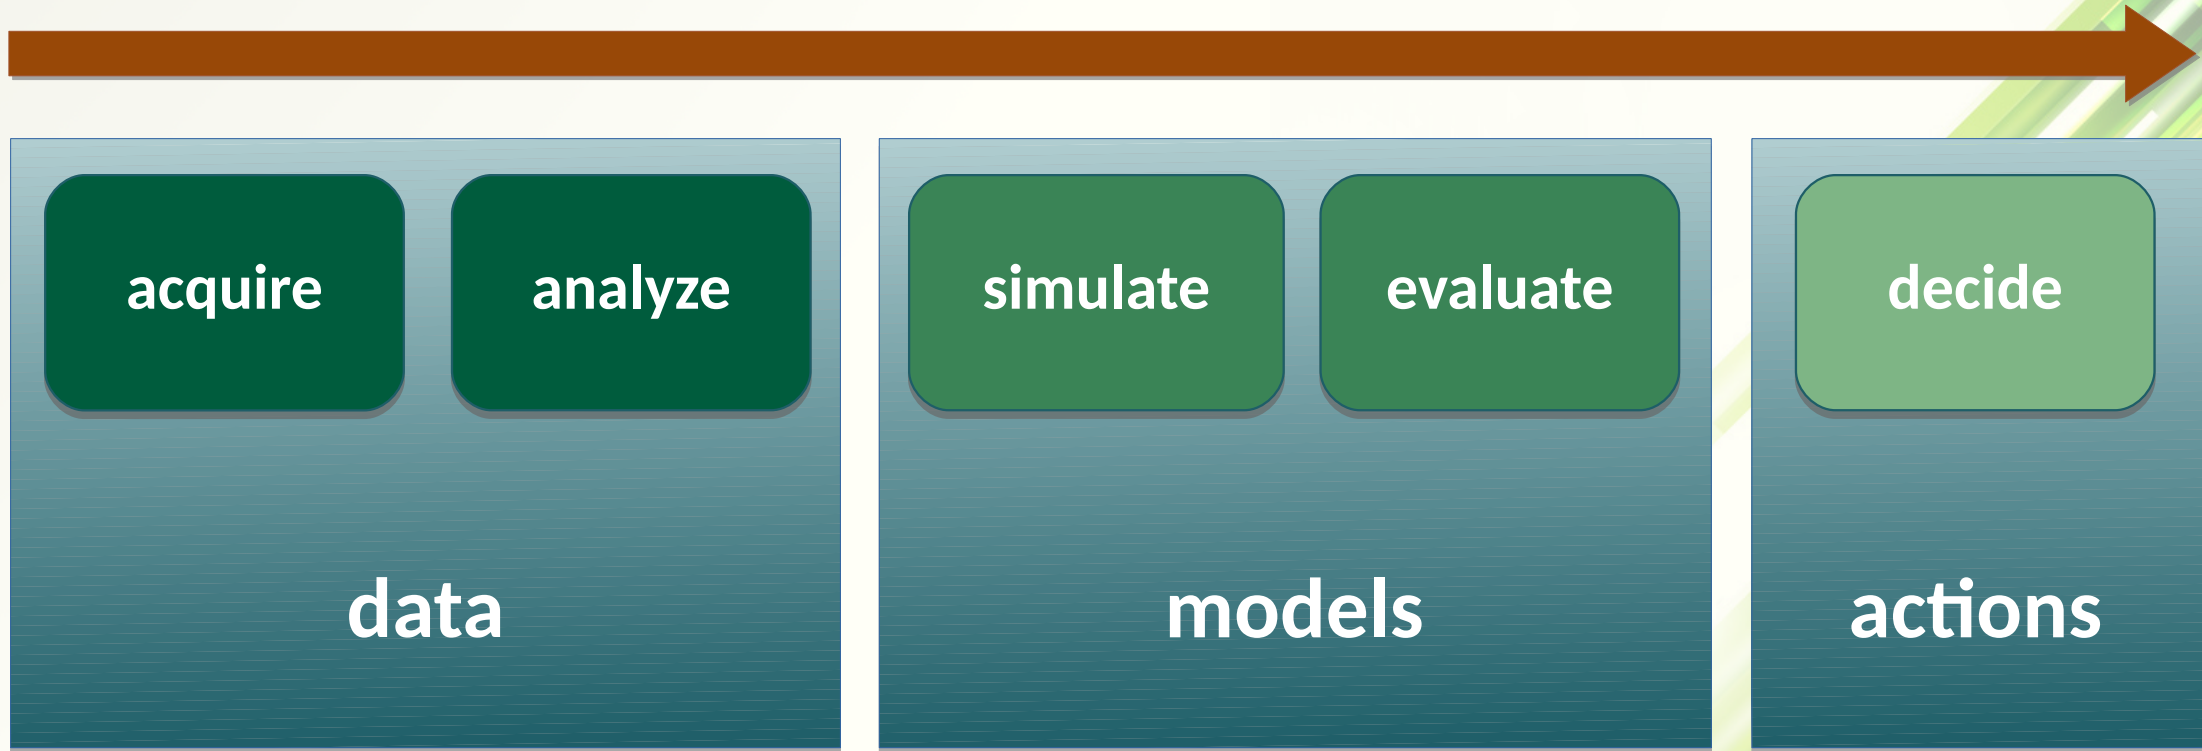 acquire
analyze
simulate
evaluate
decide
data
models
actions